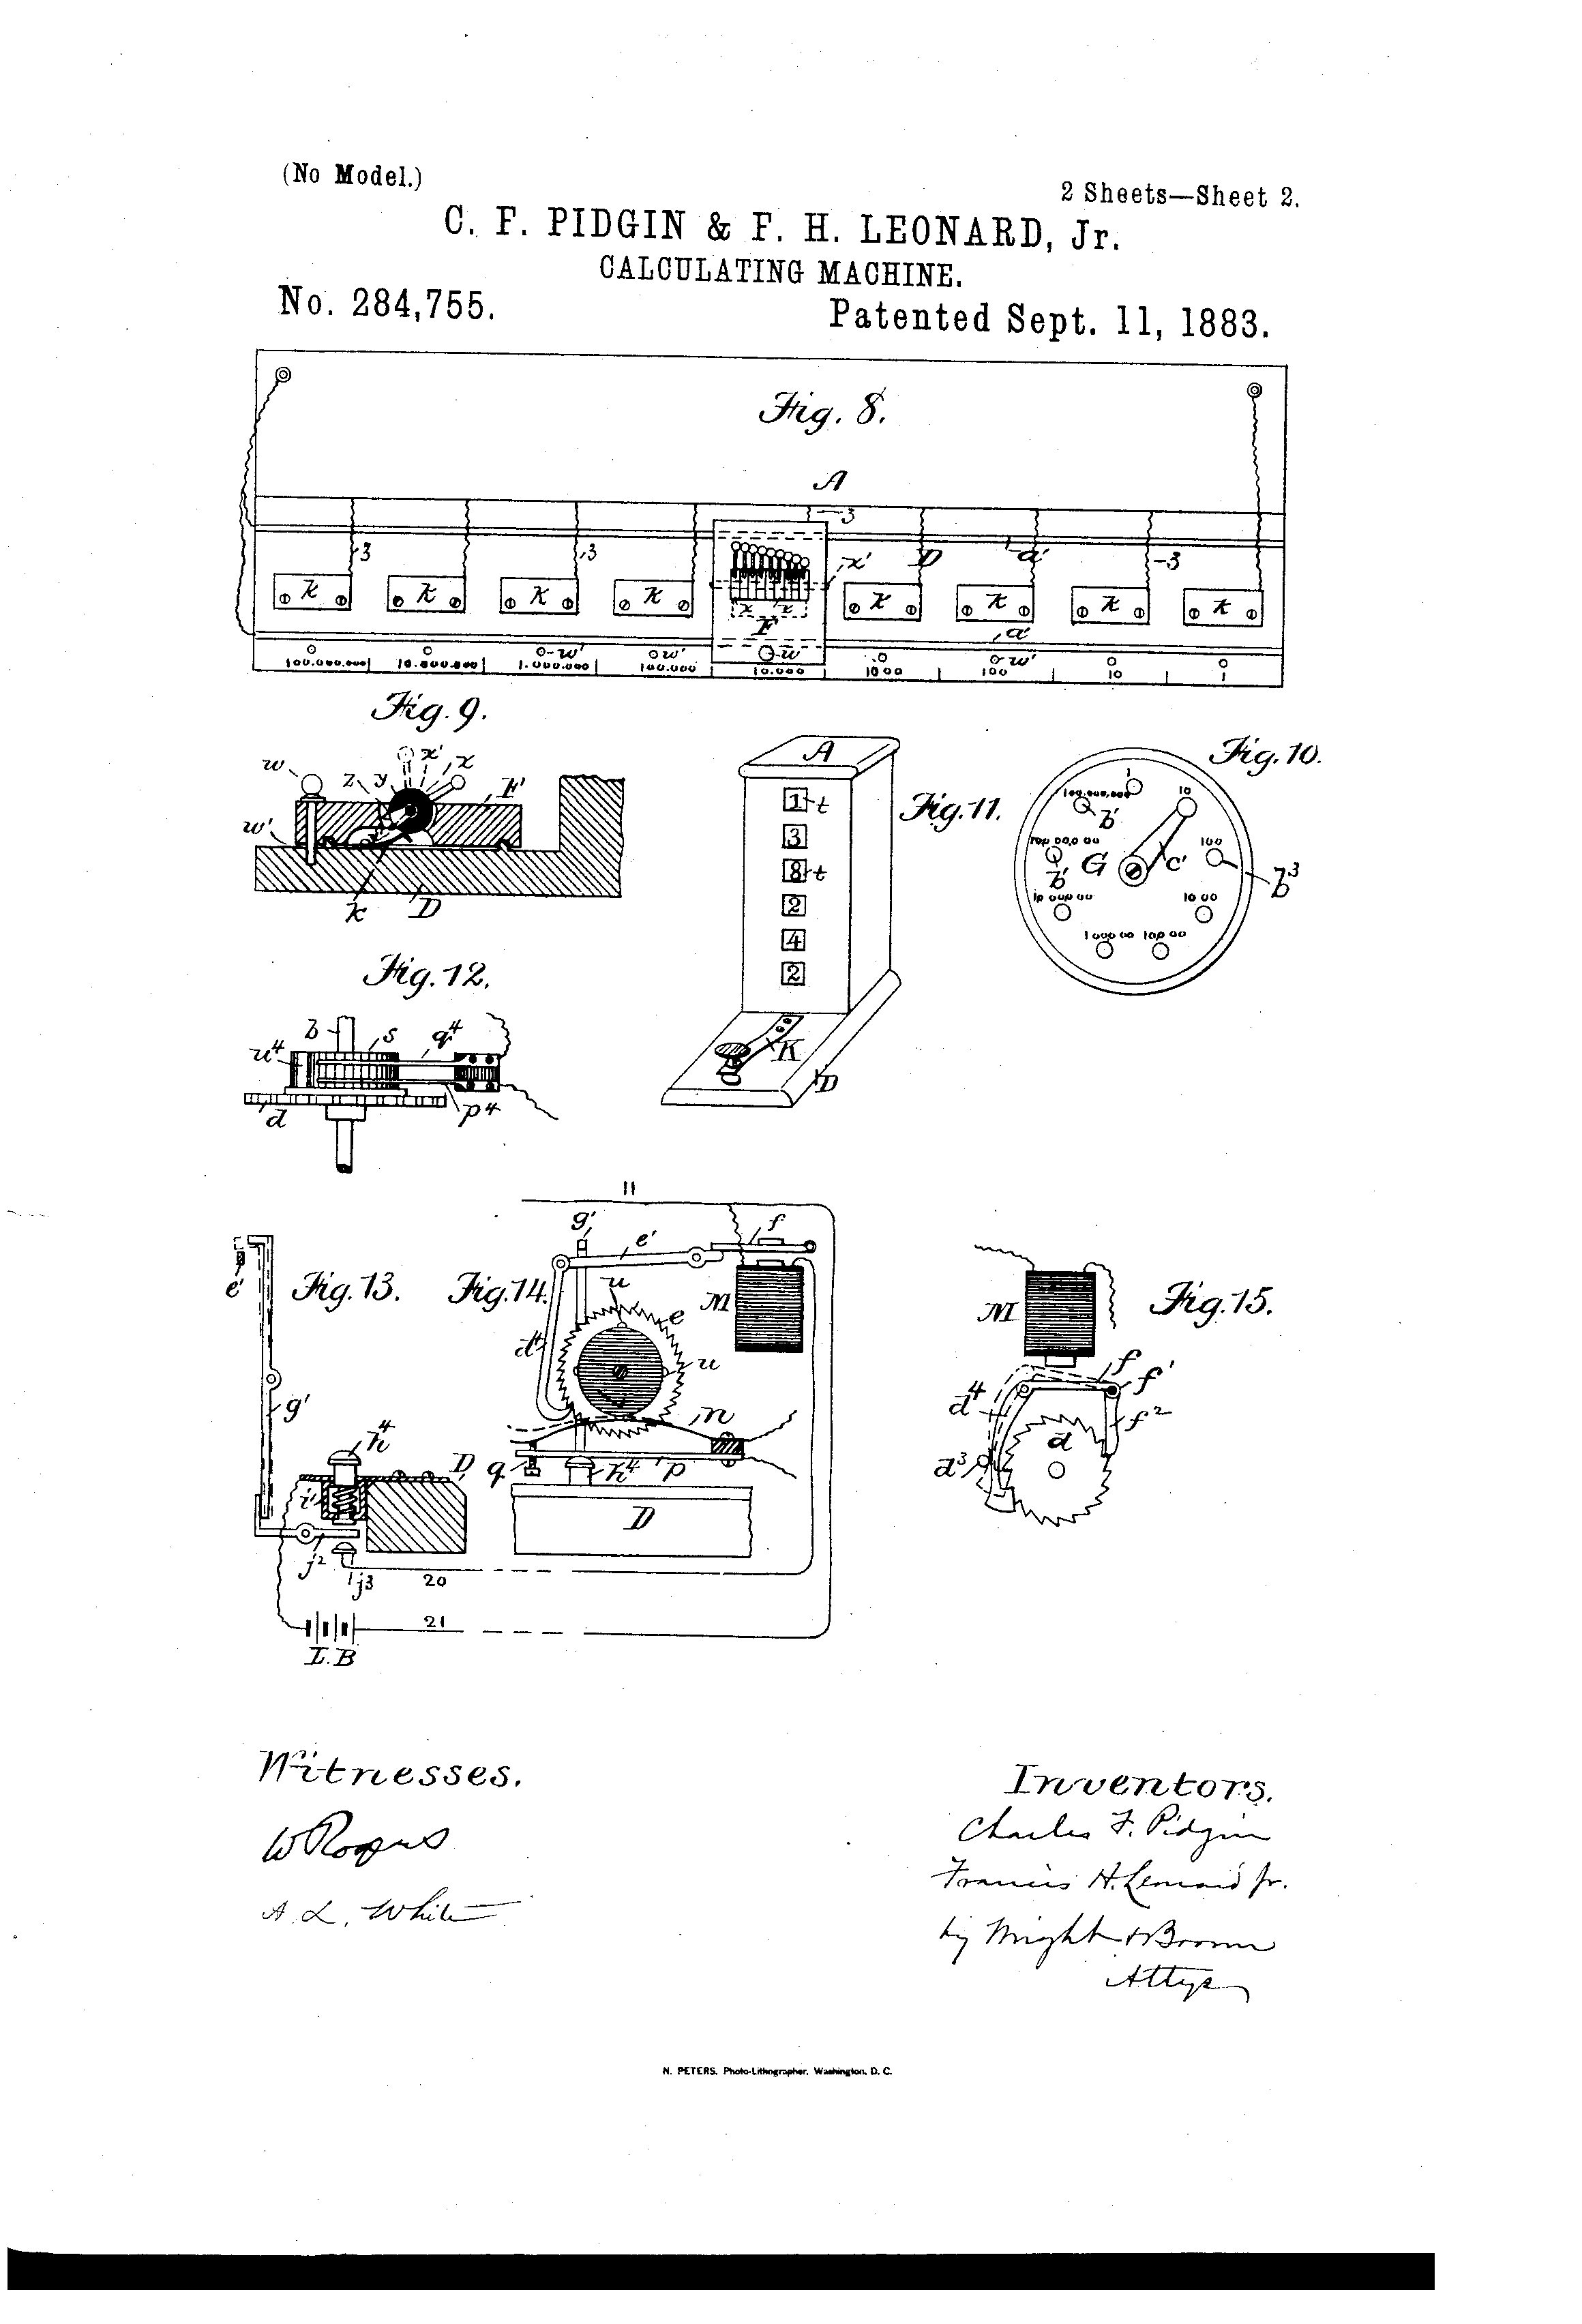 (No Model.)
2 Sheets—Sheet 2.
C. F. PIDGIN & F. H. LEONARD, Jr.
CALCULATING MACHINE.
No. 284,755.
Patented Sept. 11, 1883.
Fig. 8.
A
3
3
3
x'
D
a'
3
k k k k k k k k
x x
F
a'
w' w' w w'
100.000.000 10.000.000 1.000.000 100.000 10.000 1000 100 10 1
Fig. 9.
w z y x' x F
w'
k D
Fig. 10.
1
100.000,000 10
b'
100 000 00 100
b' G c' b³
10 000 00 10 00
1 000 00 100 00
Fig. 11.
A
1 t
3
8 t
2
4
2
K
D
Fig. 12.
b s q⁴
u⁴
d p⁴
11
g' e' f
e' Fig. 13. Fig. 14. u M Fig. 15.
e M
d⁴ u f f'
g' n d⁴ f²
h⁴ d
D q h⁴ p d³
i' D
j² j3 20
21
L.B
Witnesses.
W Rogers
A. L. White
Inventors.
Charles F. Pidgin
Francis H. Leonard Jr.
by Wright & Brown
Attys
N. PETERS, Photo-Lithographer, Washington, D. C.